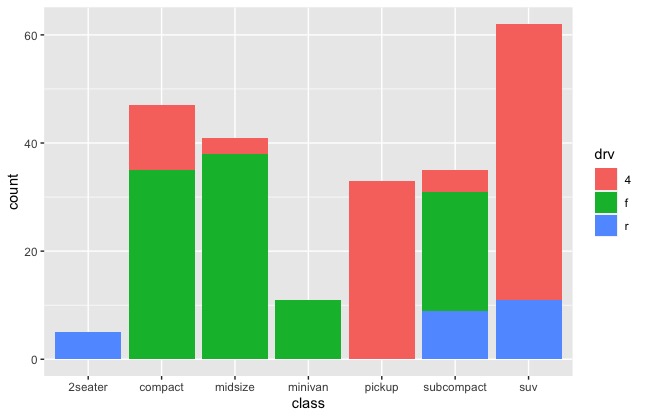 60
40
20
0
count
2seater compact midsize minivan pickup subcompact suv
class
drv
4
f
r